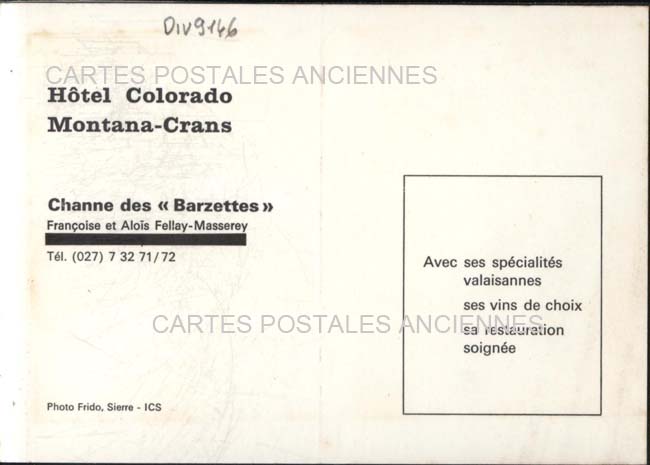 Div9146
CARTES POSTALES ANCIENNES
Hôtel Colorado
Montana-Crans
Channe des « Barzettes »
Françoise et Aloïs Fellay-Masserey
Tél. (027) 7 32 71/72
Avec ses spécialités
valaisannes
ses vins de choix
CARTES POSTALES ANCIENNES
sa restauration
soignée
Photo Frido, Sierre - ICS